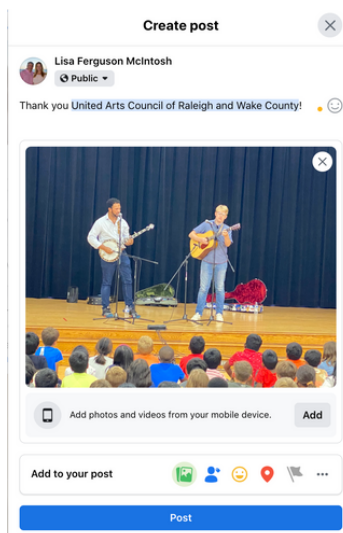 Create post
Lisa Ferguson McIntosh
Public
Thank you United Arts Council of Raleigh and Wake County!
Add photos and videos from your mobile device.
Add
Add to your post
Post